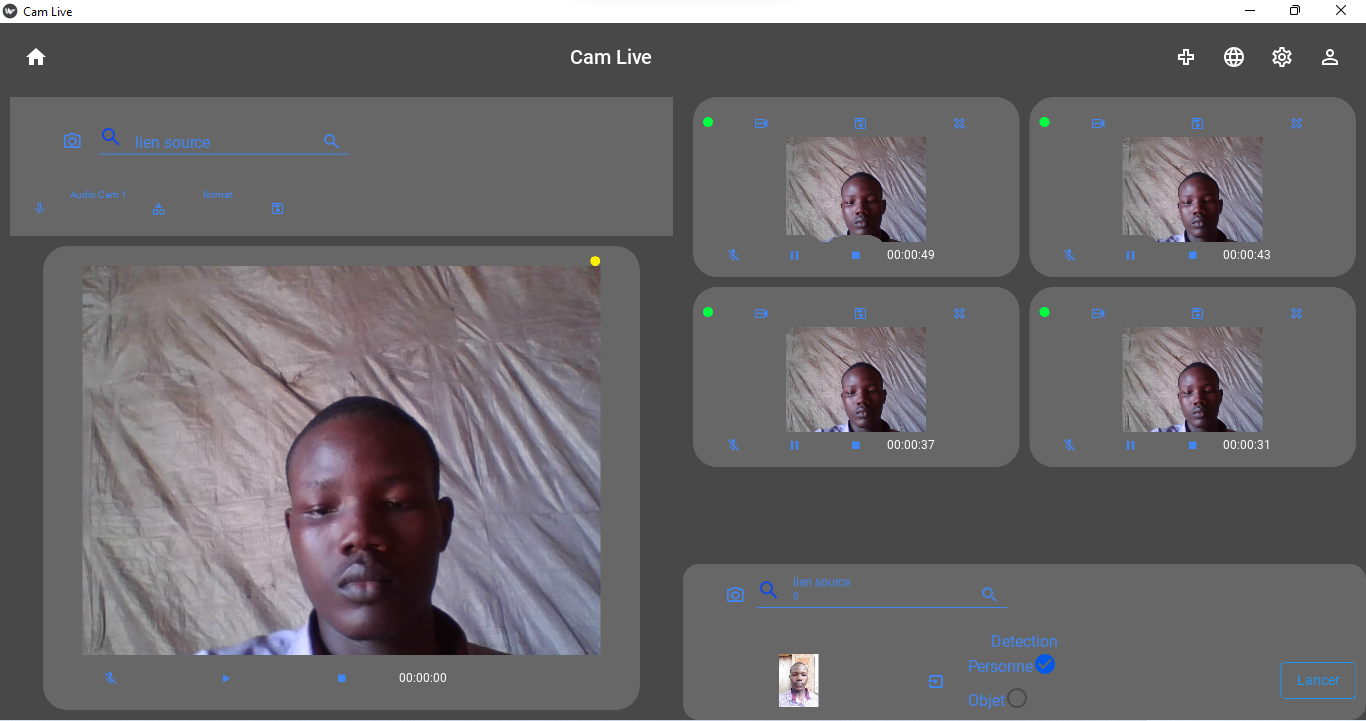 Cam Live
Cam Live
lien source
Audio Cam 1
format
00:00:00
00:00:49
00:00:43
00:00:37
00:00:31
lien source
0
Detection
Personne
Objet
Lancer